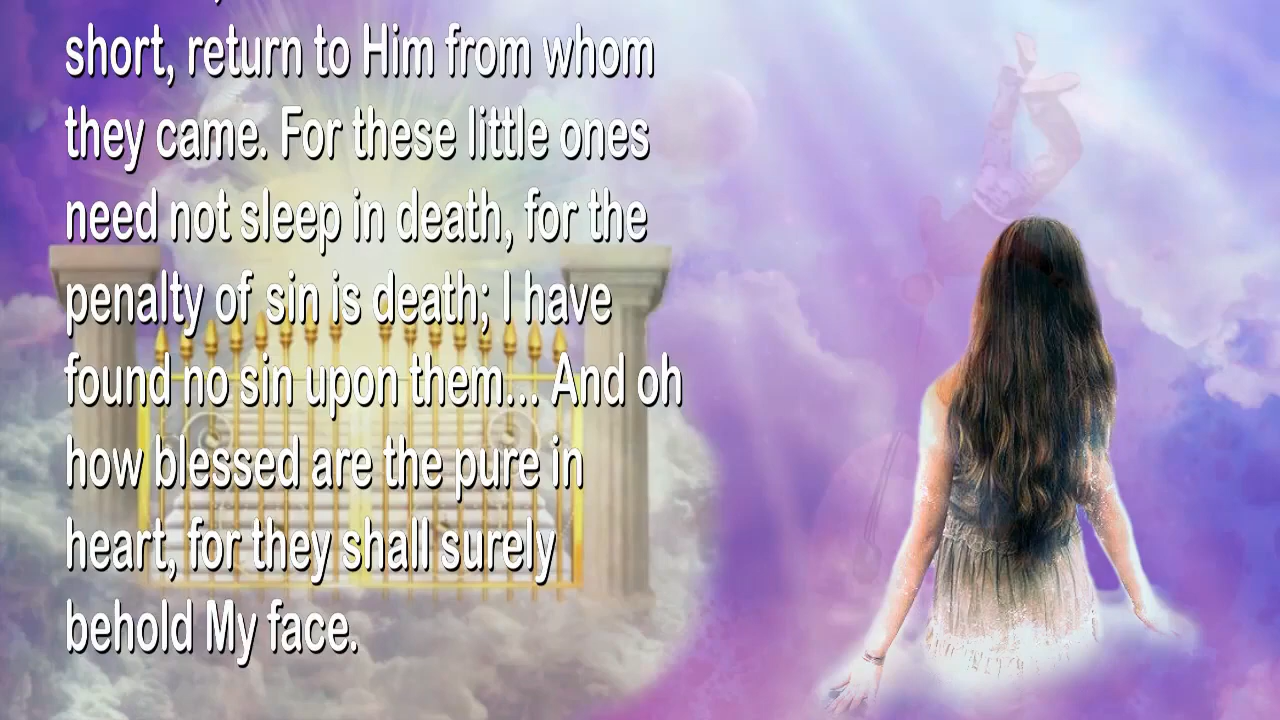 short, return to Him from whom
they came. For these little ones
need not sleep in death, for the
penalty of sin is death; I have
found no sin upon them... And oh
how blessed are the pure in
heart, for they shall surely
behold My face.